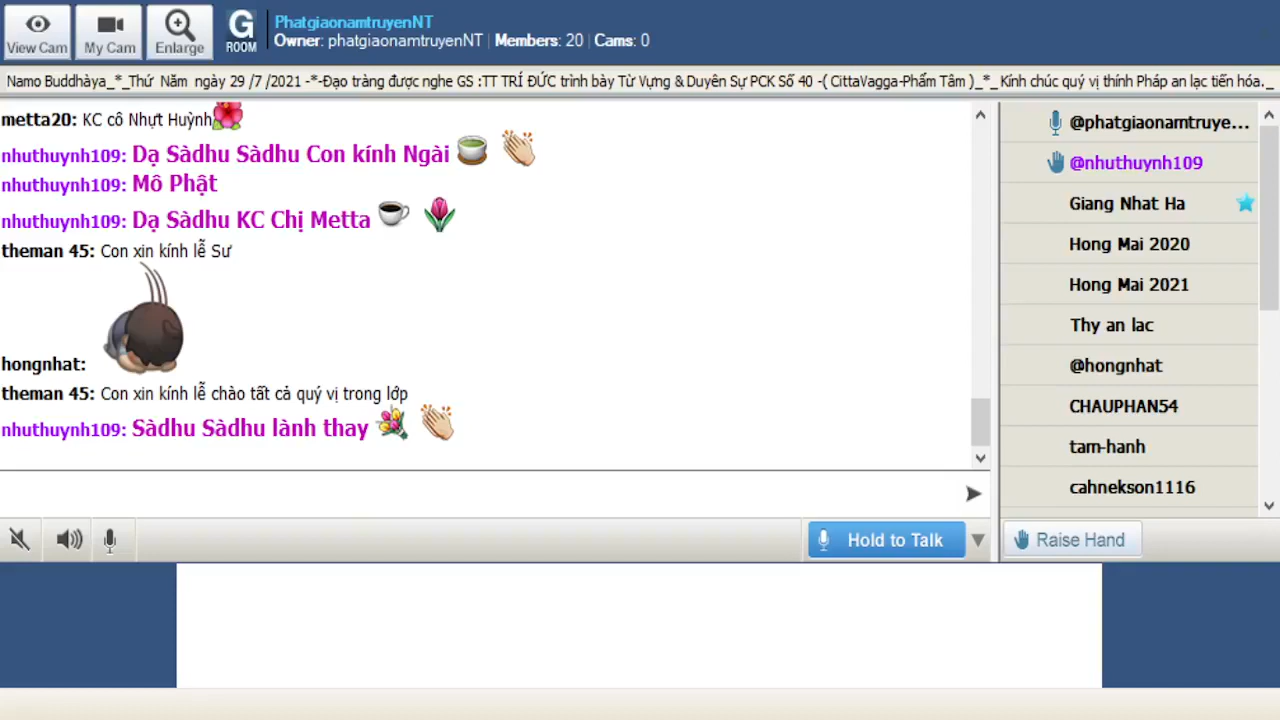 View Cam
My Cam
Enlarge
G
ROOM
PhatgiaonamtruyenNT
Owner: phatgiaonamtruyenNT | Members: 20 | Cams: 0
Namo Buddhàya_*_Thứ Năm ngày 29 /7 /2021 -*-Đạo tràng được nghe GS :TT TRÍ ĐỨC trình bày Từ Vựng & Duyên Sự PCK Số 40 -( CittaVagga-Phẩm Tâm )_*_Kính chúc quý vị thính Pháp an lạc tiến hóa._
metta20: KC cô Nhựt Huỳnh
nhuthuynh109: Dạ Sàdhu Sàdhu Con kính Ngài
nhuthuynh109: Mô Phật
nhuthuynh109: Dạ Sàdhu KC Chị Metta
theman 45: Con xin kính lễ Sư
hongnhat:
theman 45: Con xin kính lễ chào tất cả quý vị trong lớp
nhuthuynh109: Sàdhu Sàdhu lành thay
@phatgiaonamtruye...
@nhuthuynh109
Giang Nhat Ha
Hong Mai 2020
Hong Mai 2021
Thy an lac
@hongnhat
CHAUPHAN54
tam-hanh
cahnekson1116
Hold to Talk
Raise Hand